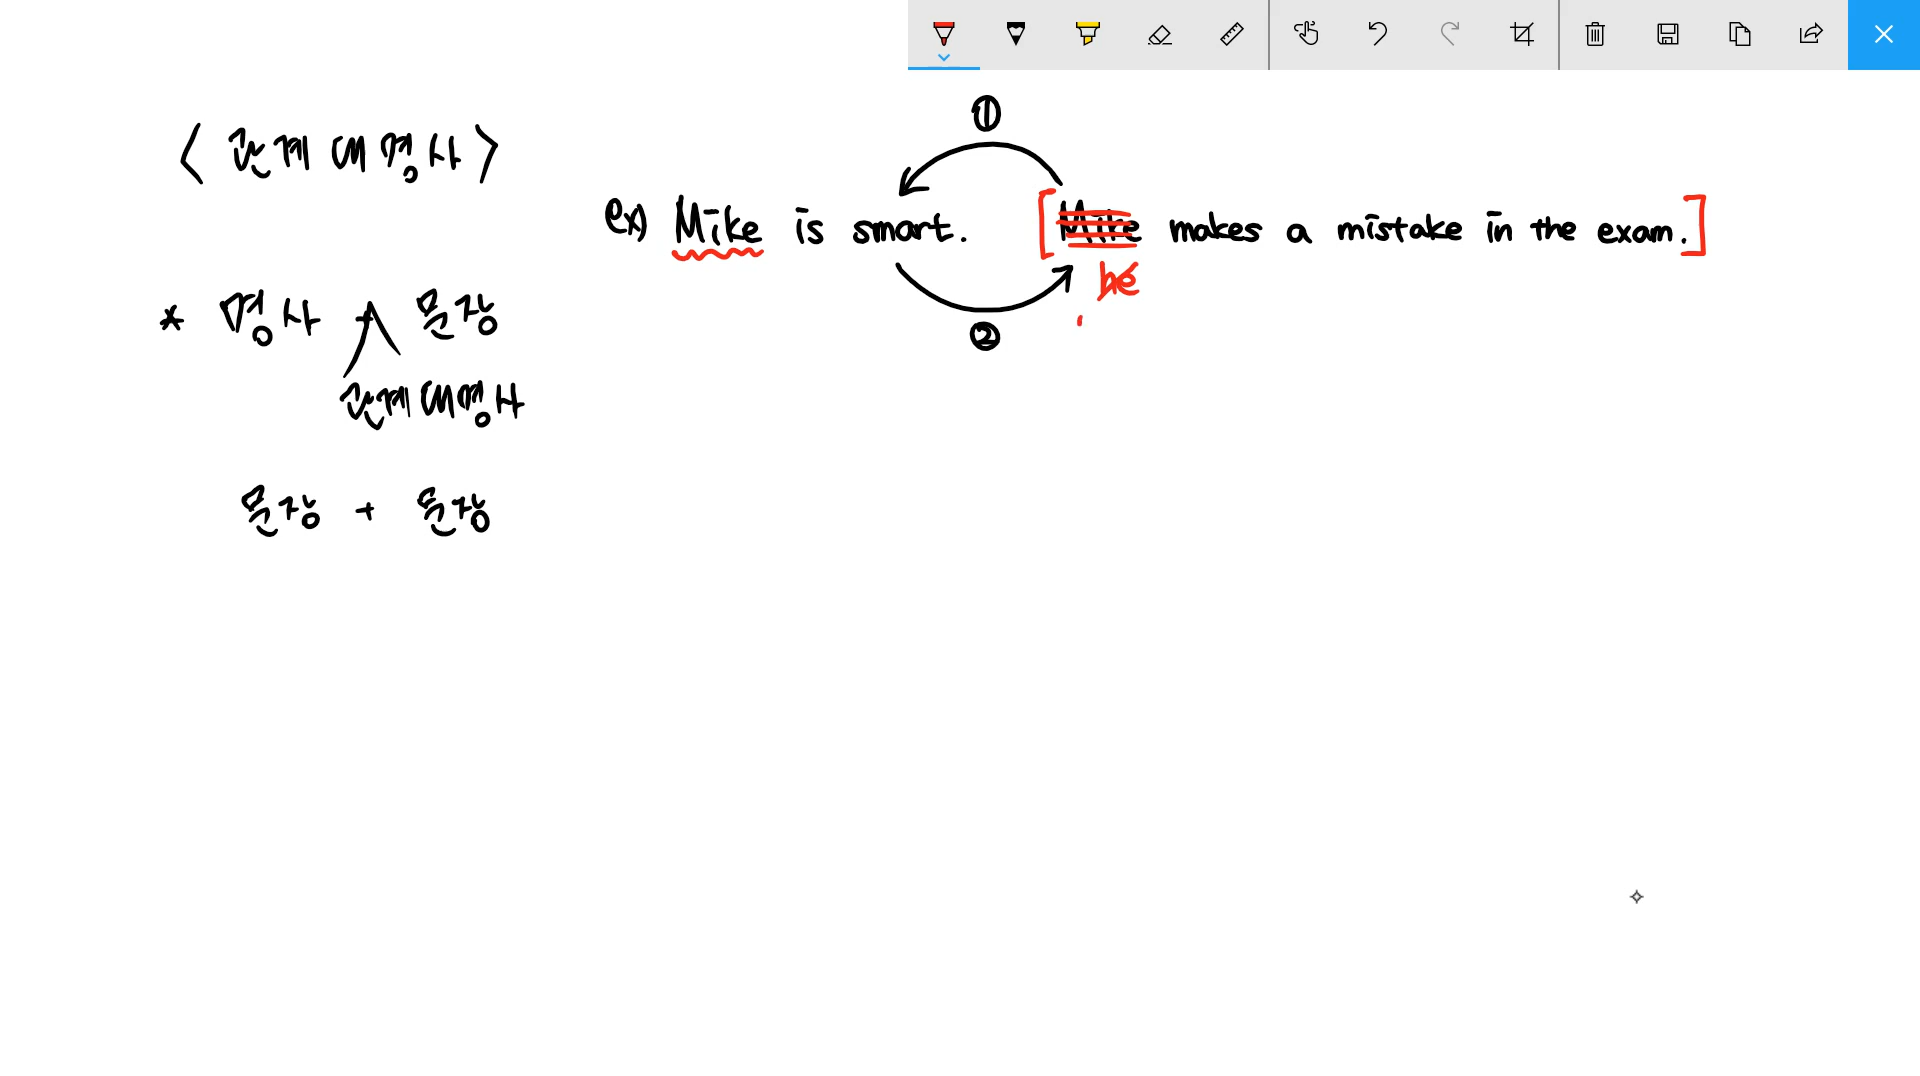 <관계대명사>
①
ex) Mike is smart. [Mike makes a mistake in the exam.]
he
②
* 명사 + 문장
관계대명사
문장 + 문장